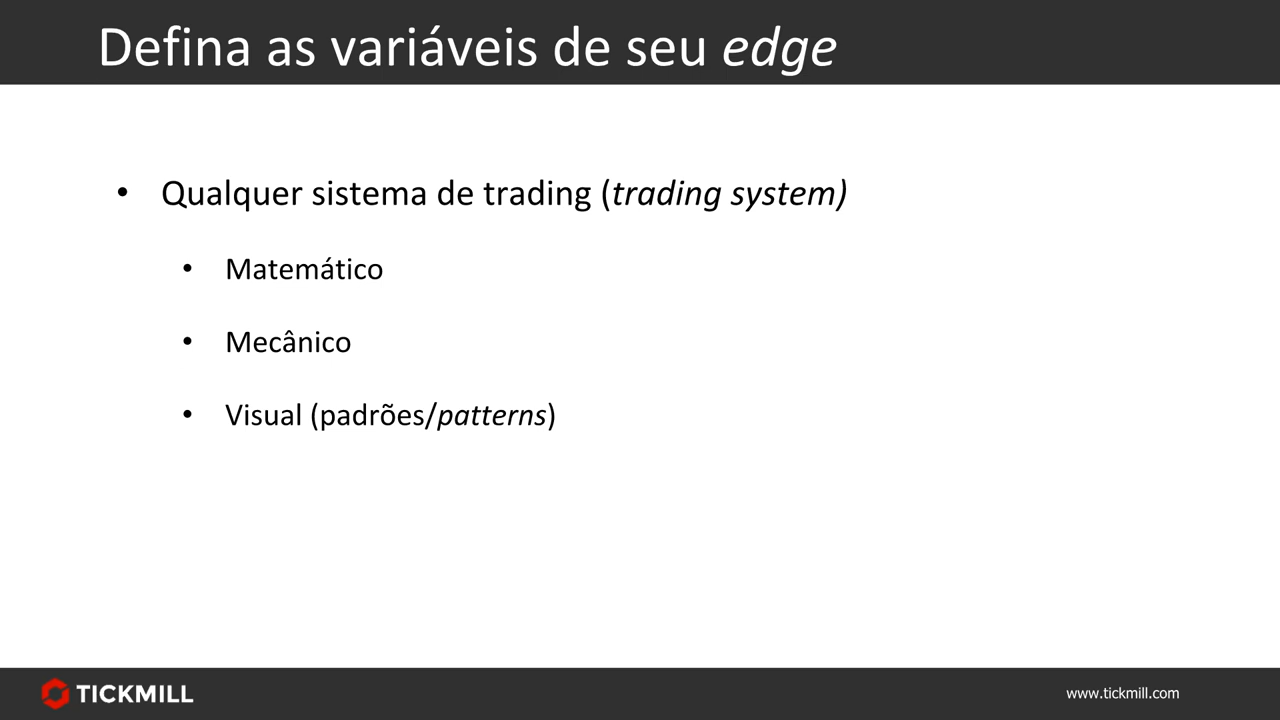 Defina as variáveis de seu edge
• Qualquer sistema de trading (trading system)
• Matemático
• Mecânico
• Visual (padrões/patterns)
TICKMILL
www.tickmill.com